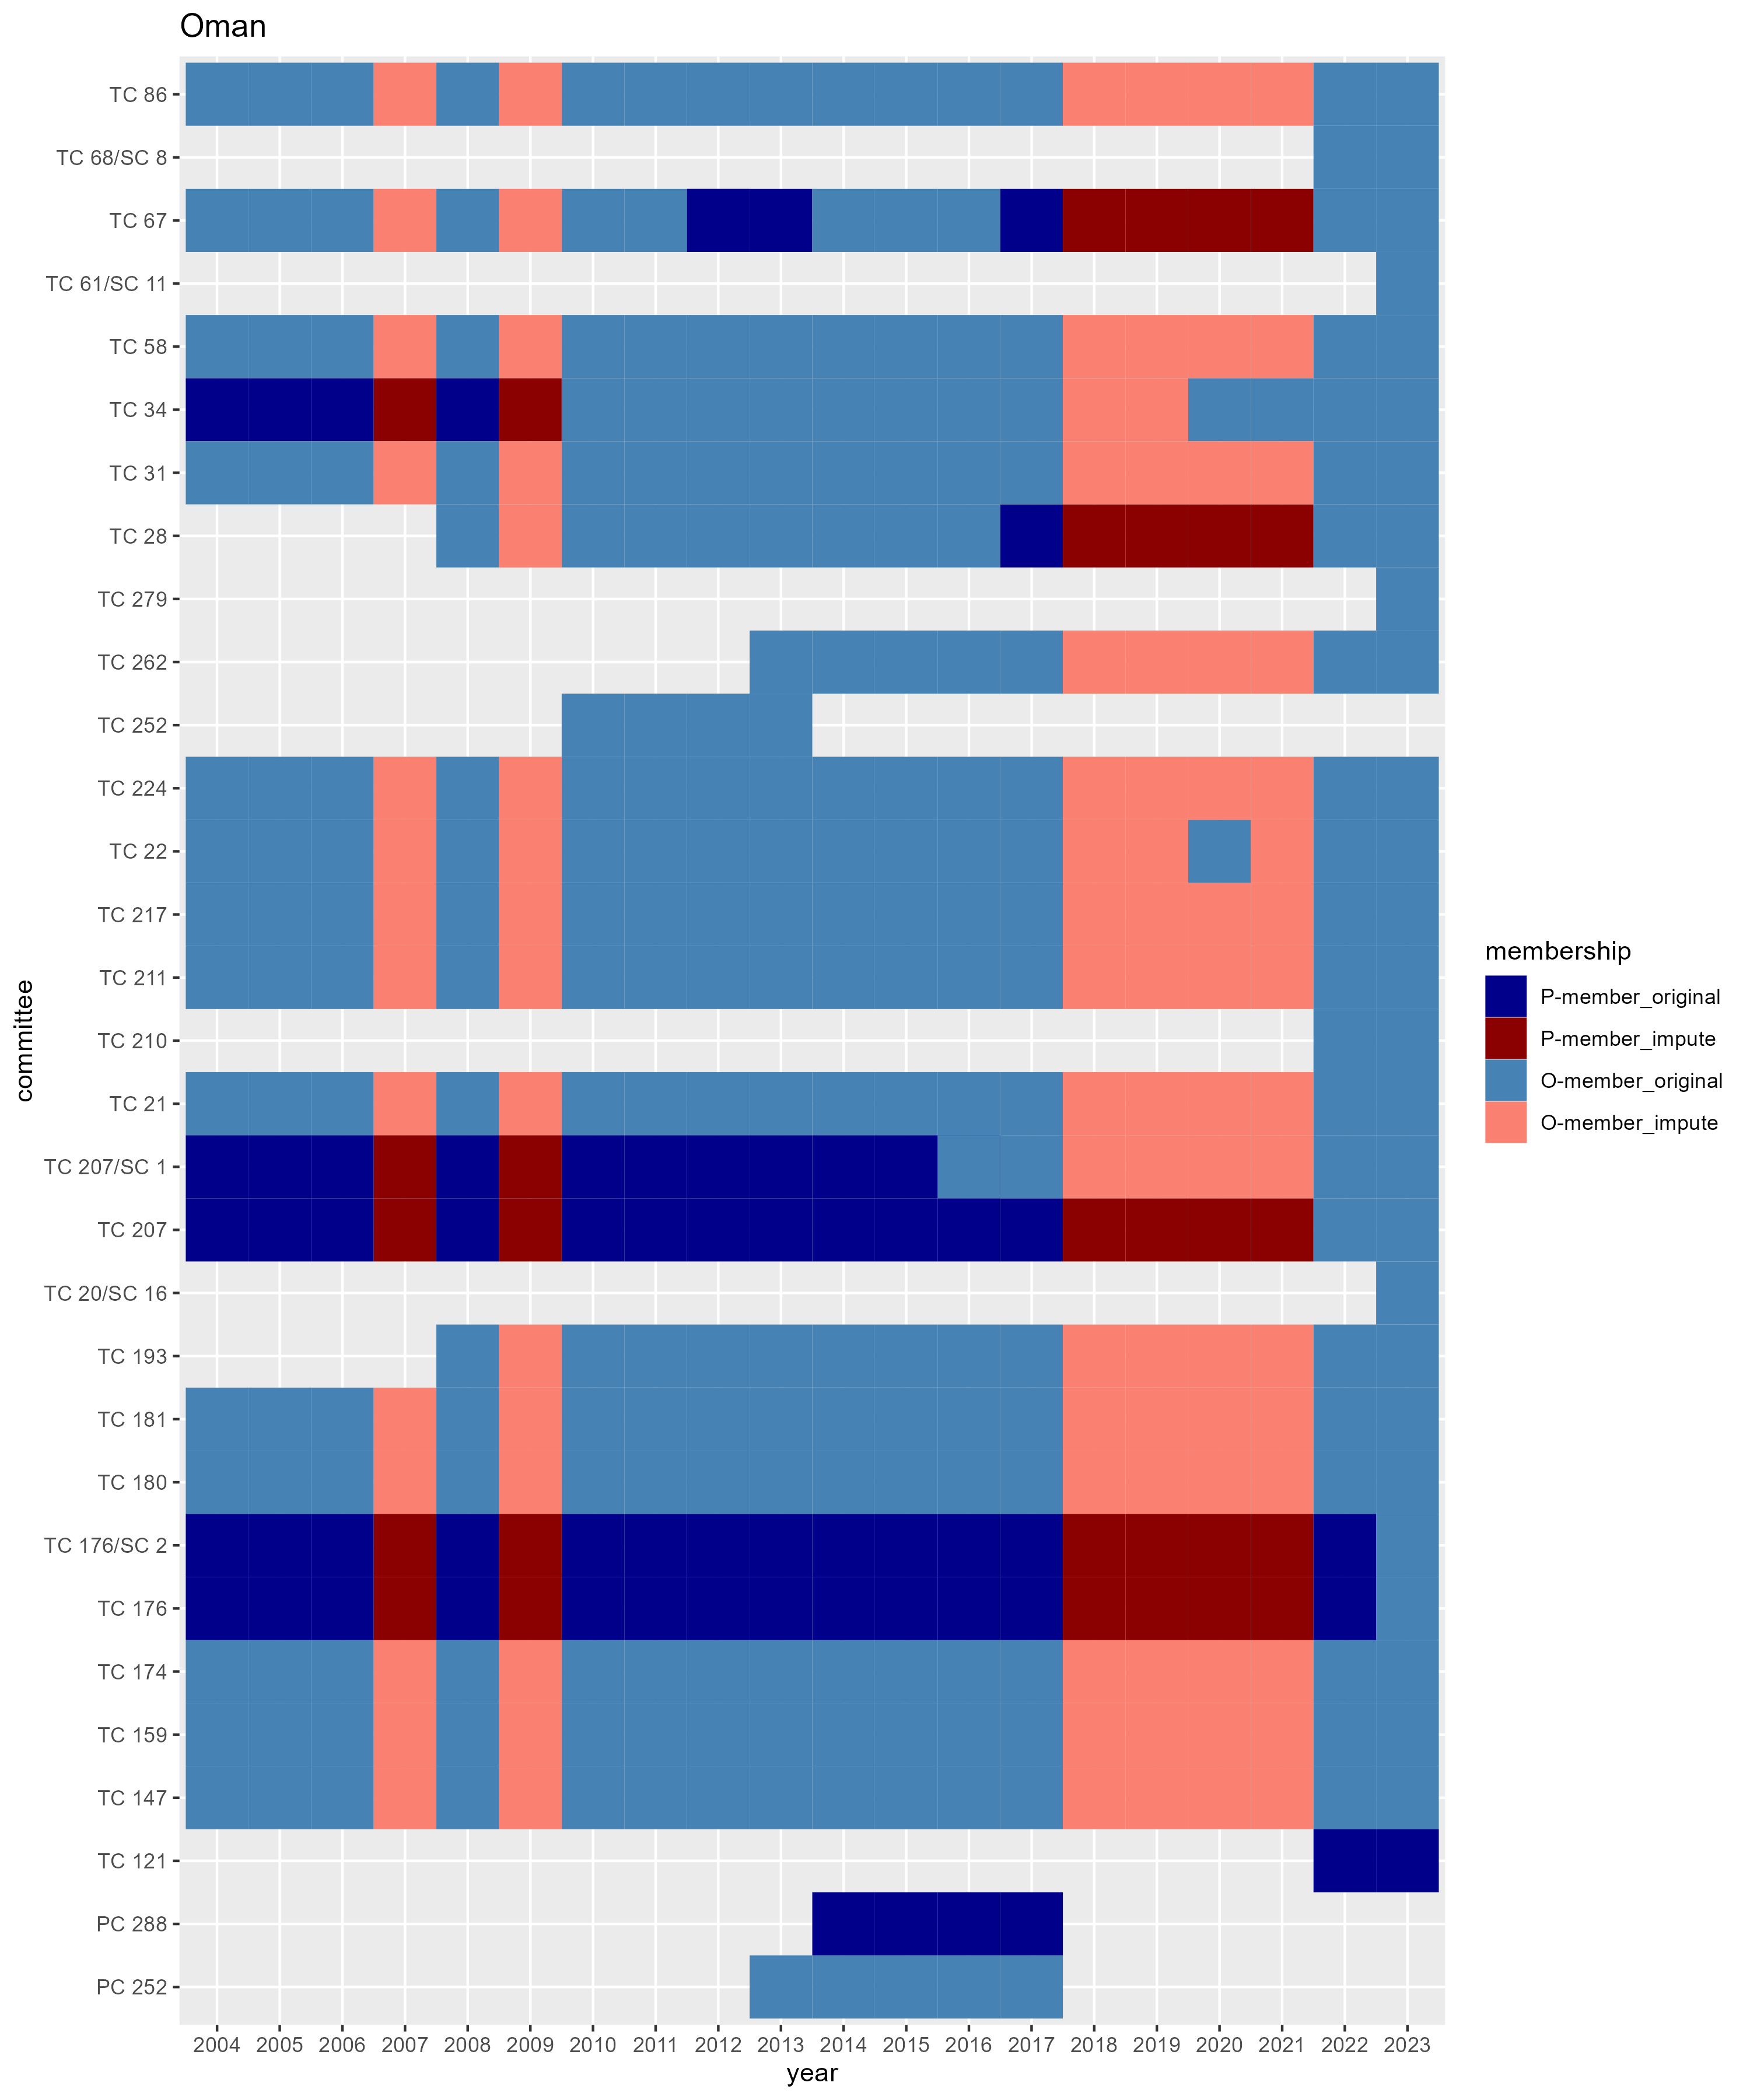 Oman
TC 86
TC 68/SC 8
TC 67
TC 61/SC 11
TC 58
TC 34
TC 31
TC 28
TC 279
TC 262
TC 252
TC 224
TC 22
TC 217
TC 211
TC 210
TC 21
TC 207/SC 1
TC 207
TC 20/SC 16
TC 193
TC 181
TC 180
TC 176/SC 2
TC 176
TC 174
TC 159
TC 147
TC 121
PC 288
PC 252
committee
2004 2005 2006 2007 2008 2009 2010 2011 2012 2013 2014 2015 2016 2017 2018 2019 2020 2021 2022 2023
year
membership
P-member_original
P-member_impute
O-member_original
O-member_impute